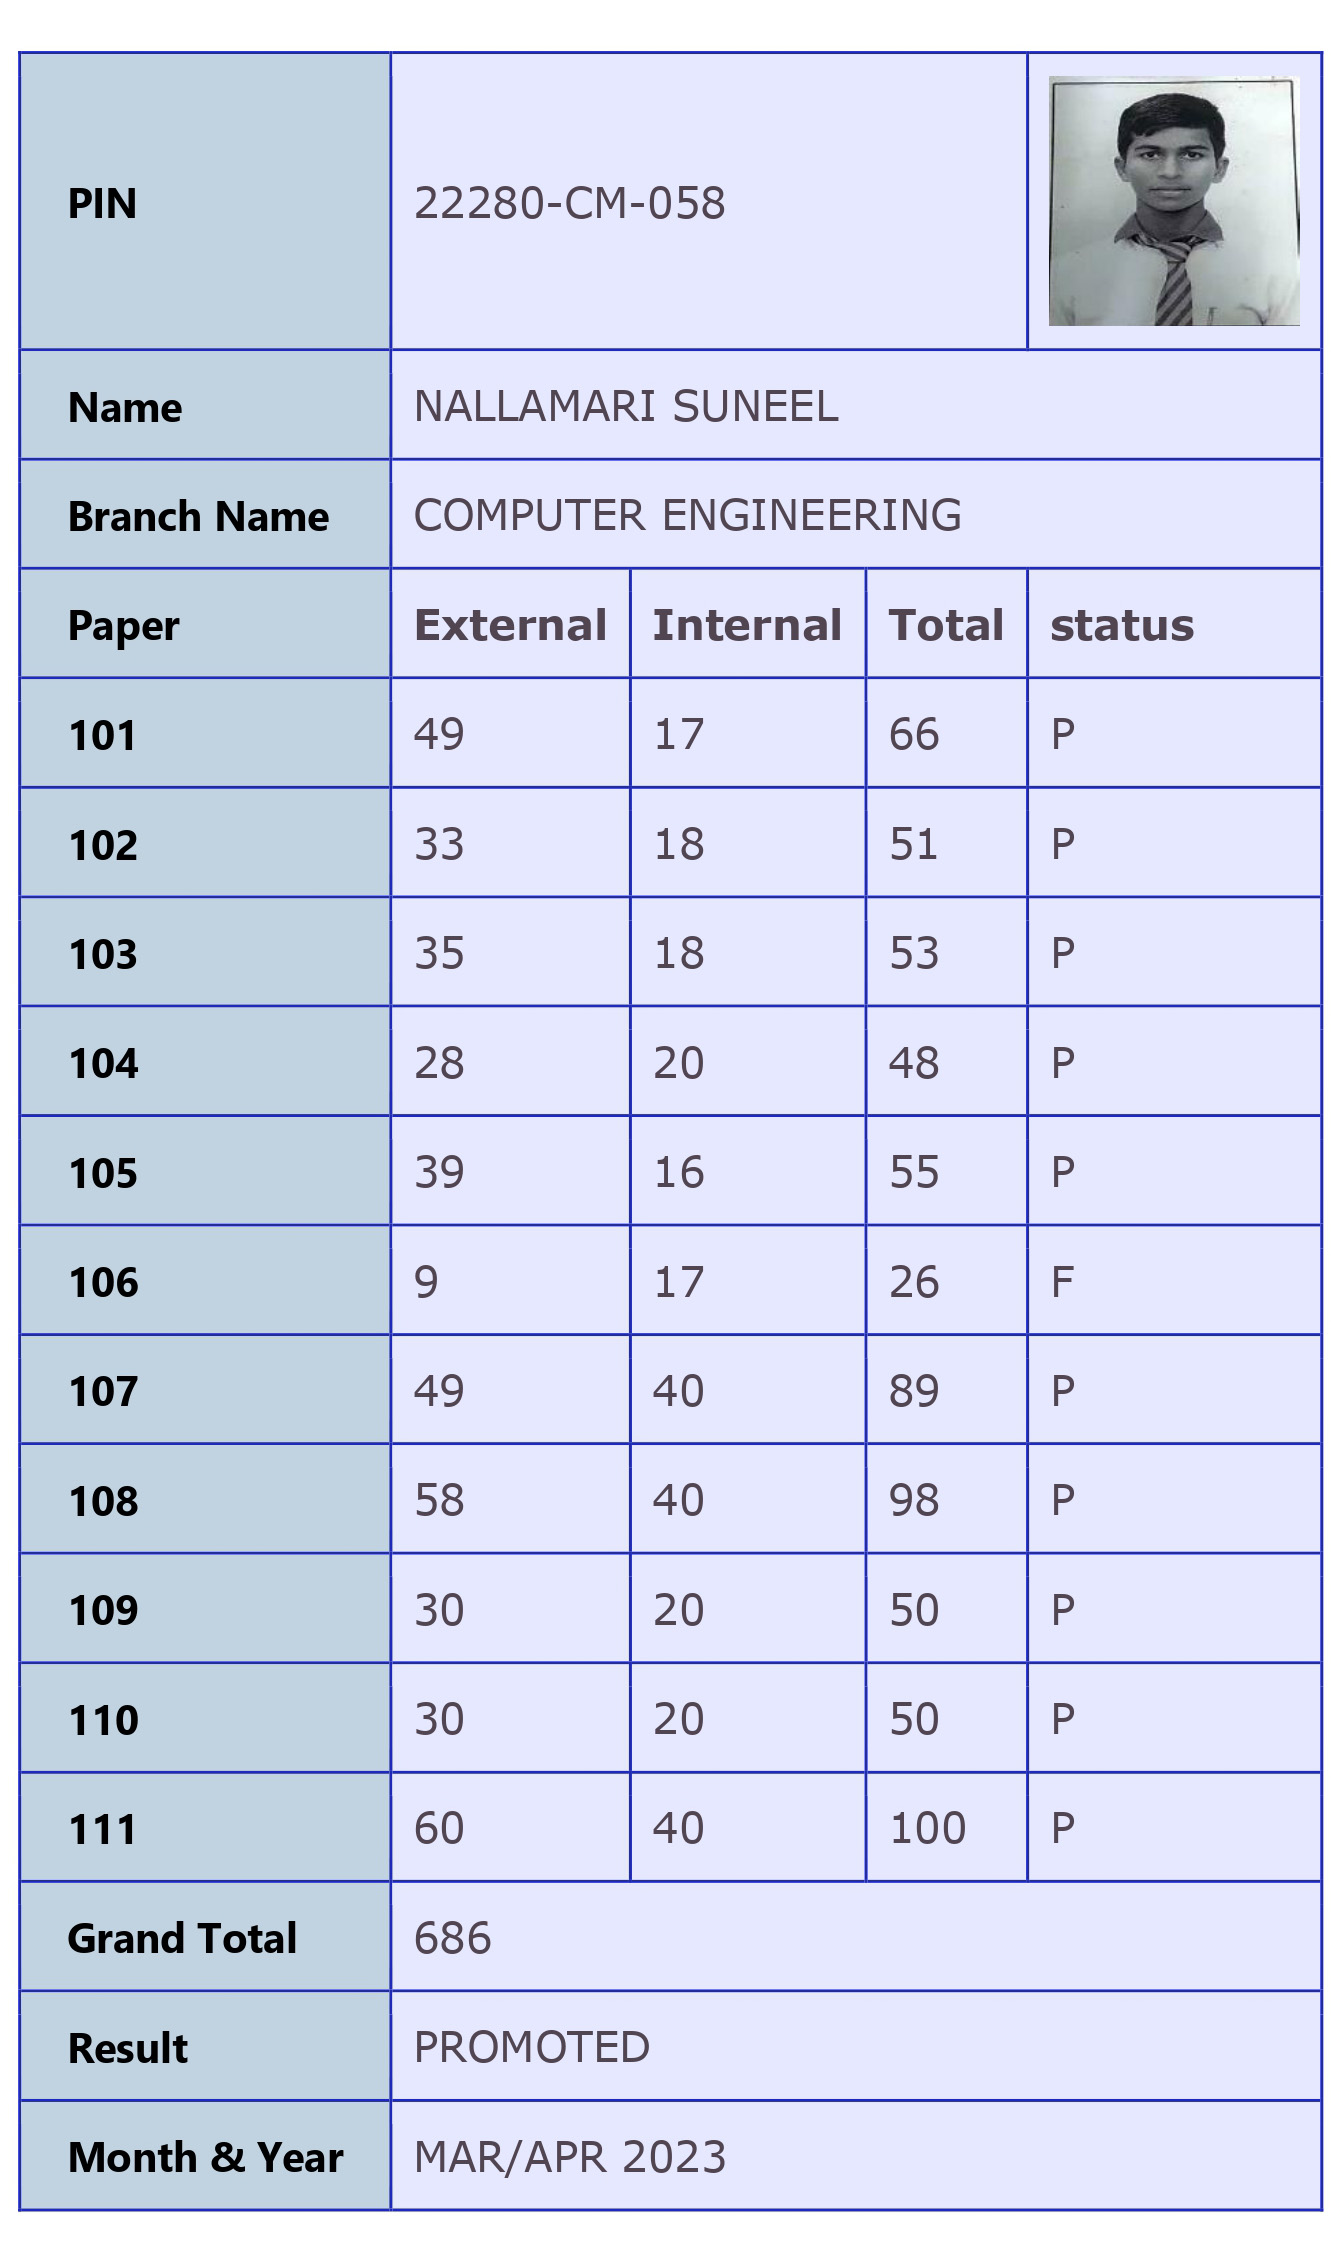 PIN 22280-CM-058
Name NALLAMARI SUNEEL
Branch Name COMPUTER ENGINEERING
Paper External Internal Total status
101 49 17 66 P
102 33 18 51 P
103 35 18 53 P
104 28 20 48 P
105 39 16 55 P
106 9 17 26 F
107 49 40 89 P
108 58 40 98 P
109 30 20 50 P
110 30 20 50 P
111 60 40 100 P
Grand Total 686
Result PROMOTED
Month & Year MAR/APR 2023